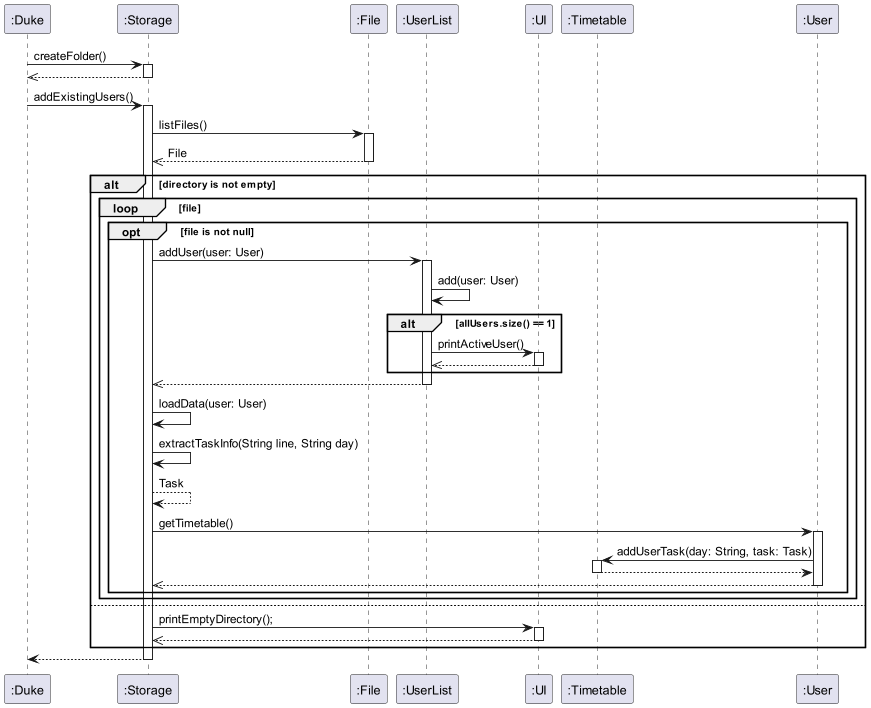 :Duke :Storage :File :UserList :UI :Timetable :User
createFolder()
addExistingUsers()
listFiles()
File
alt [directory is not empty]
loop [file]
opt [file is not null]
addUser(user: User)
add(user: User)
alt [allUsers.size() == 1]
printActiveUser()
loadData(user: User)
extractTaskInfo(String line, String day)
Task
getTimetable()
addUserTask(day: String, task: Task)
printEmptyDirectory();
:Duke :Storage :File :UserList :UI :Timetable :User